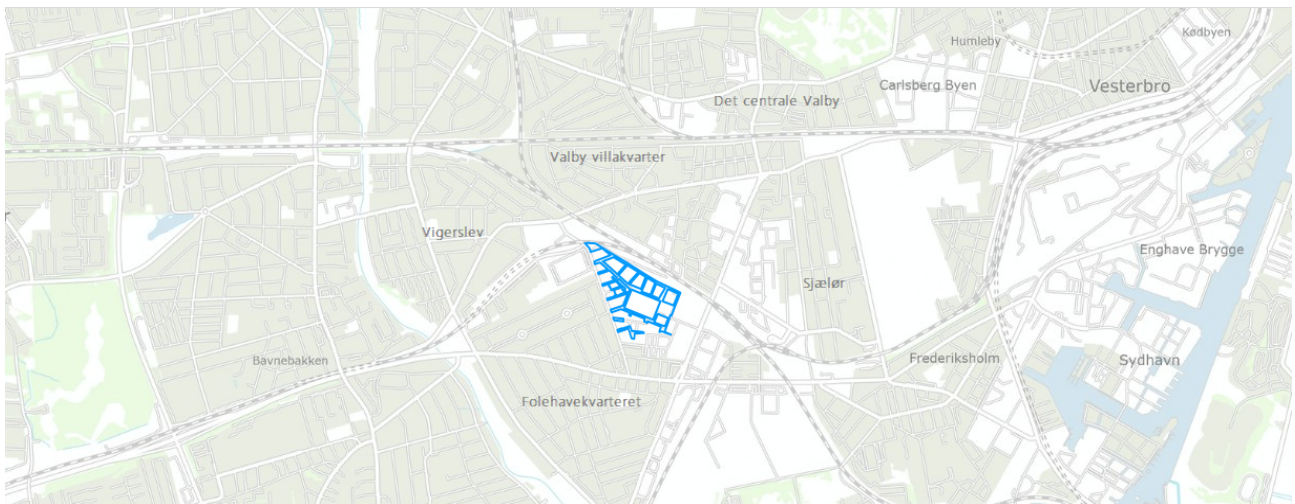 Kødbyen
Humleby
Carlsberg Byen
Vesterbro
Det centrale Valby
Valby villakvarter
r
Vigerslev
Enghave Brygge
Sjælør
Bavnebakken
Frederiksholm
Sydhavn
Folehavekvarteret